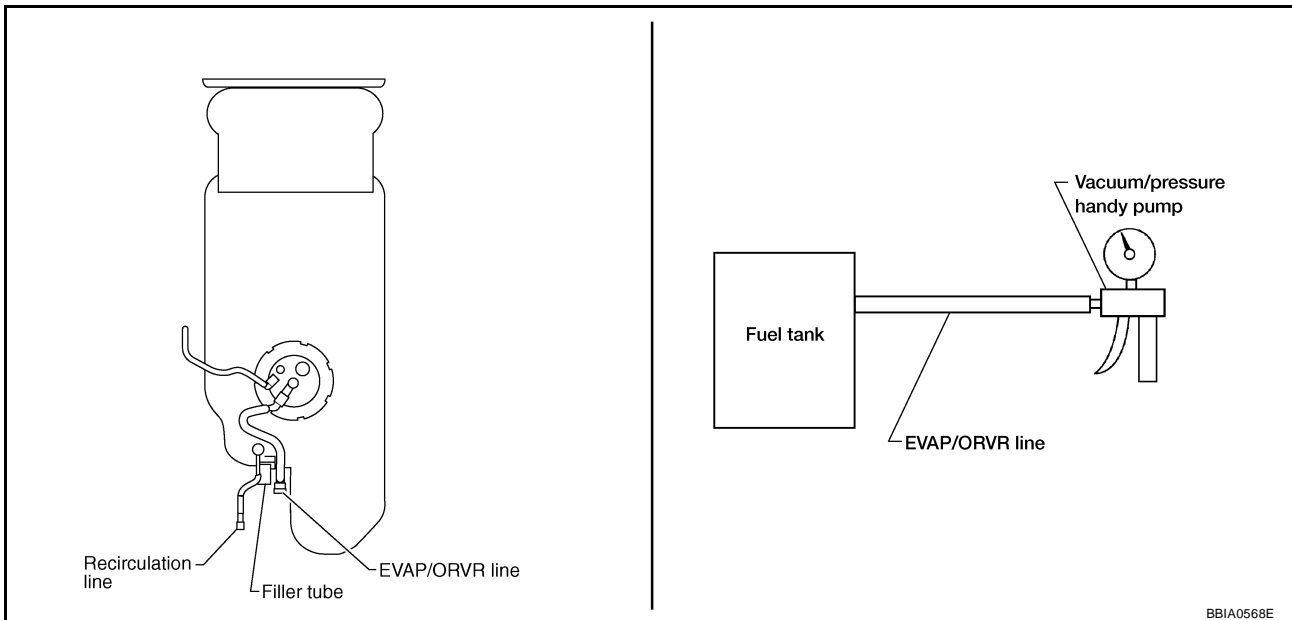 Recirculation
line
Filler tube
EVAP/ORVR line
Fuel tank
Vacuum/pressure
handy pump
EVAP/ORVR line
BBIA0568E